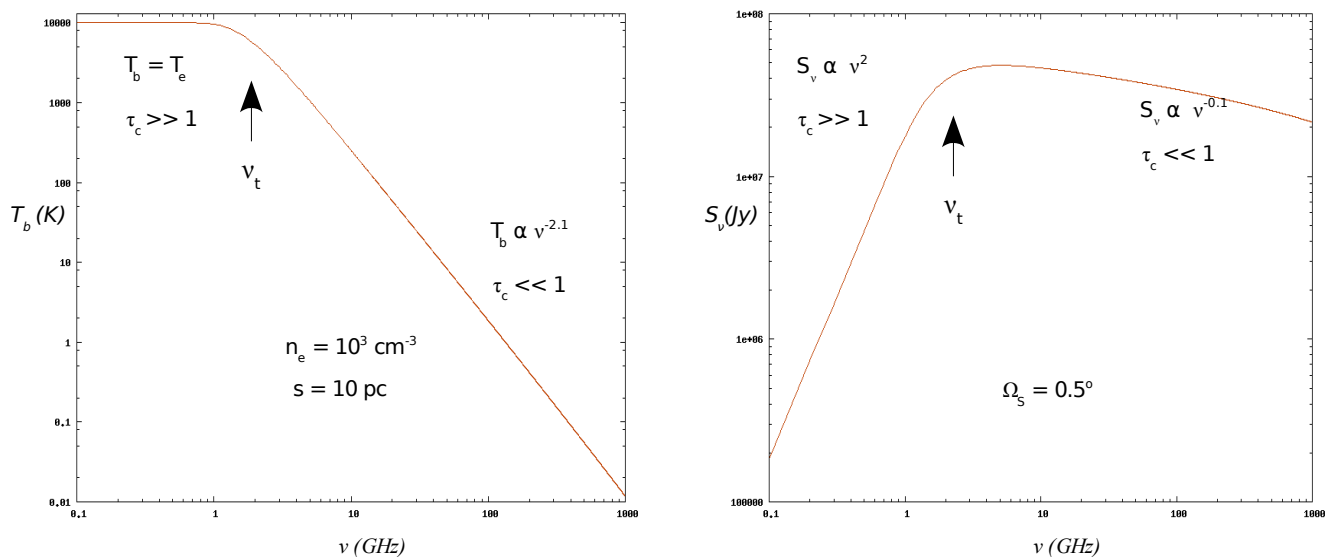 10000
1000
100
10
1
0.1
0.01
T_b (K)
T_b = T_e
τ_c >> 1
ν_t
T_b α ν^-2.1
τ_c << 1
n_e = 10^3 cm^-3
s = 10 pc
0.1 1 10 100 1000
ν (GHz)
1e+08
1e+07
1e+06
100000
S_ν(Jy)
S_ν α ν^2
τ_c >> 1
ν_t
S_ν α ν^-0.1
τ_c << 1
Ω_S = 0.5°
0.1 1 10 100 1000
ν (GHz)